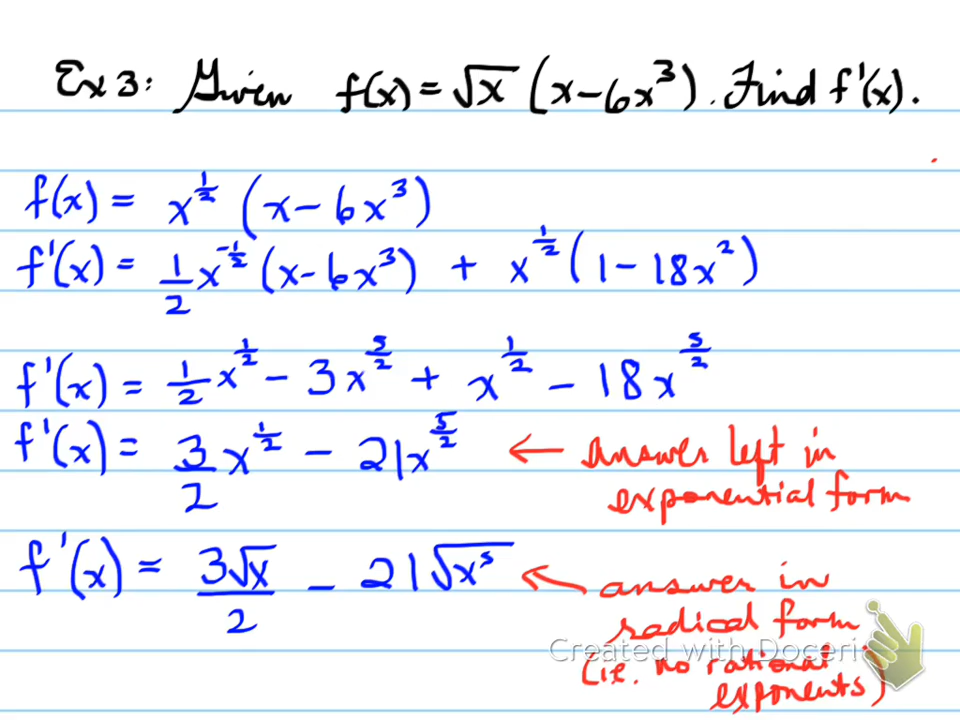 Ex 3: Given f(x) = √x (x - 6x³). Find f'(x).
f(x) = x^(1/2) (x - 6x³)
f'(x) = 1/2 x^(-1/2) (x - 6x³) + x^(1/2) (1 - 18x²)
f'(x) = 1/2 x^(1/2) - 3x^(5/2) + x^(1/2) - 18x^(5/2)
f'(x) = 3/2 x^(1/2) - 21x^(5/2) ← answer left in
exponential form
f'(x) = 3√x/2 - 21√x⁵ ← answer in
radical form
Created with Doceri
(ie. no rational
exponents)